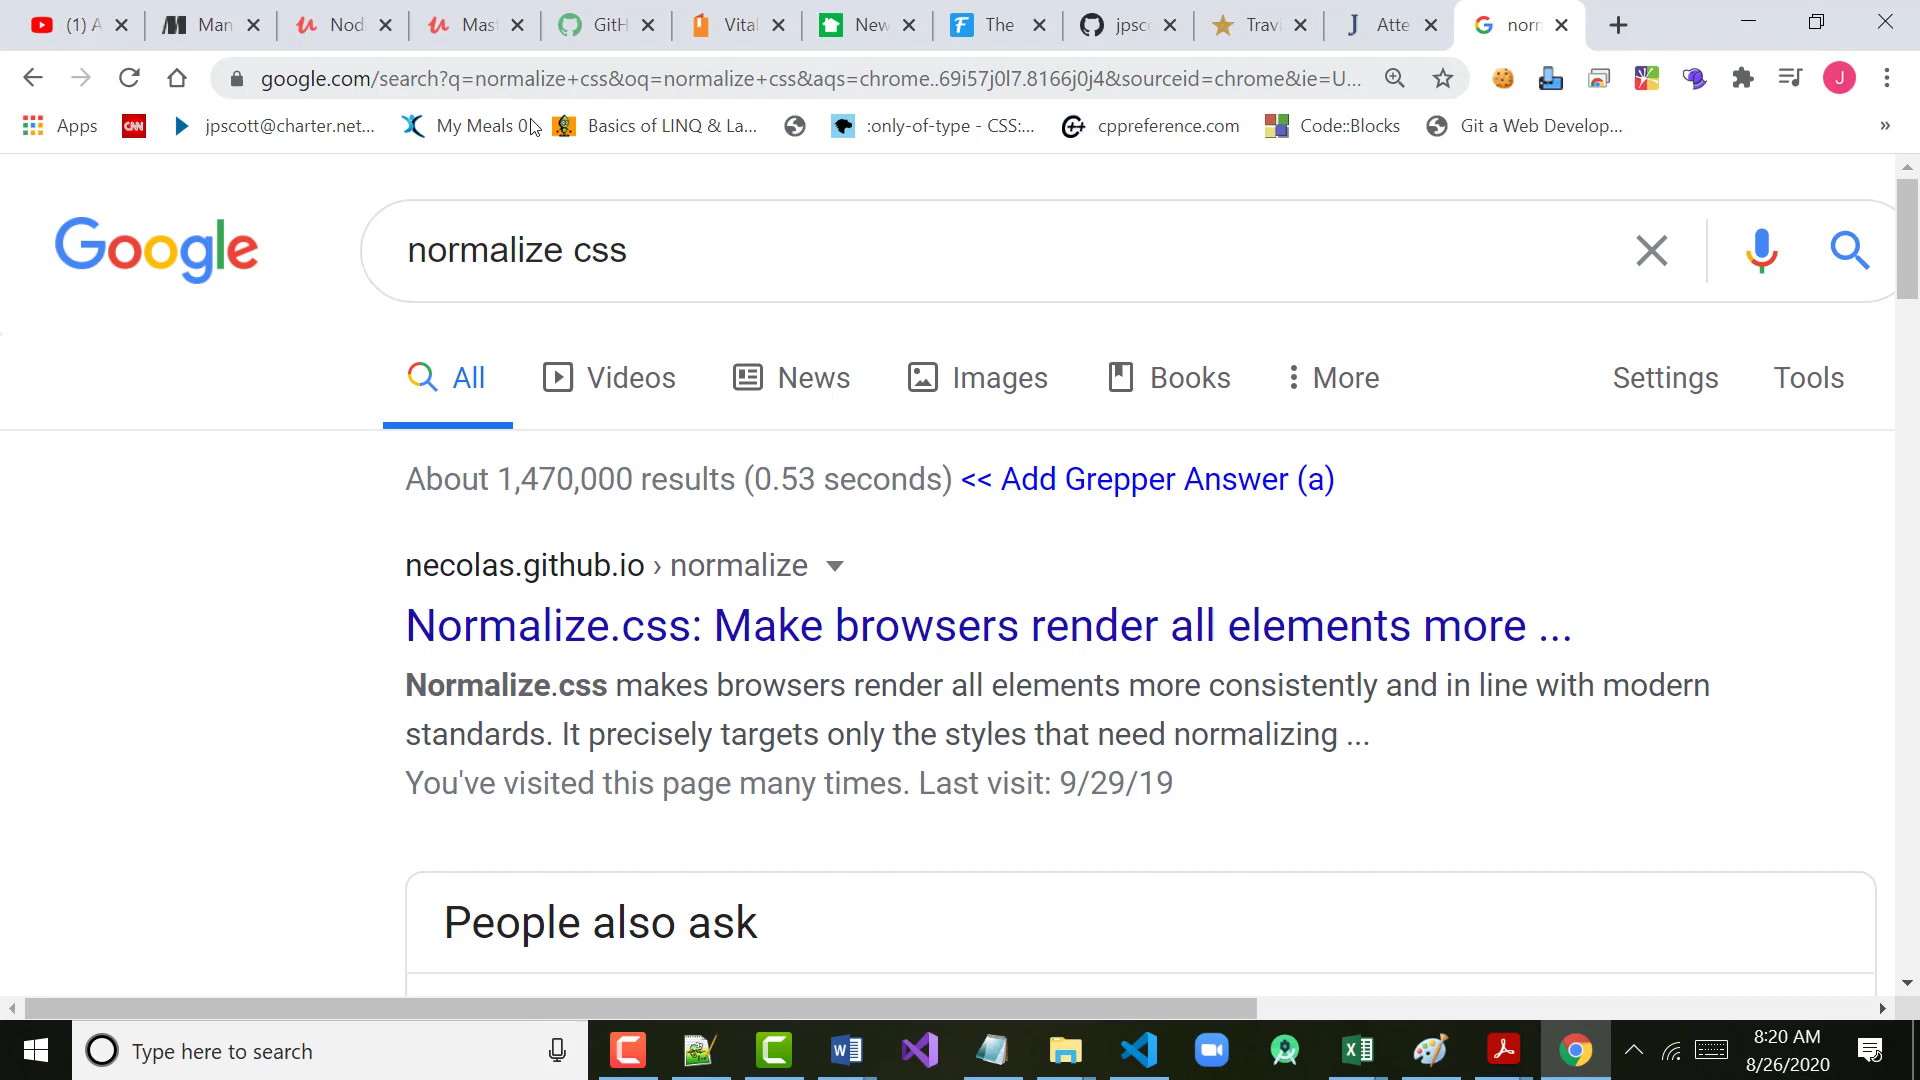 (1) A
Man
Nod
Mas
GitH
Vital
New
The
jpsc
Travi
Atte
norm
google.com/search?q=normalize+css&oq=normalize+css&aqs=chrome..69i57j0l7.8166j0j4&sourceid=chrome&ie=U...
J
Apps
CNN
jpscott@charter.net...
My Meals 0
Basics of LINQ & La...
:only-of-type - CSS:...
cppreference.com
Code::Blocks
Git a Web Develop...
»
Google
normalize css
All
Videos
News
Images
Books
More
Settings
Tools
About 1,470,000 results (0.53 seconds) << Add Grepper Answer (a)
necolas.github.io › normalize
Normalize.css: Make browsers render all elements more ...
Normalize.css makes browsers render all elements more consistently and in line with modern
standards. It precisely targets only the styles that need normalizing ...
You've visited this page many times. Last visit: 9/29/19
People also ask
Type here to search
8:20 AM
8/26/2020